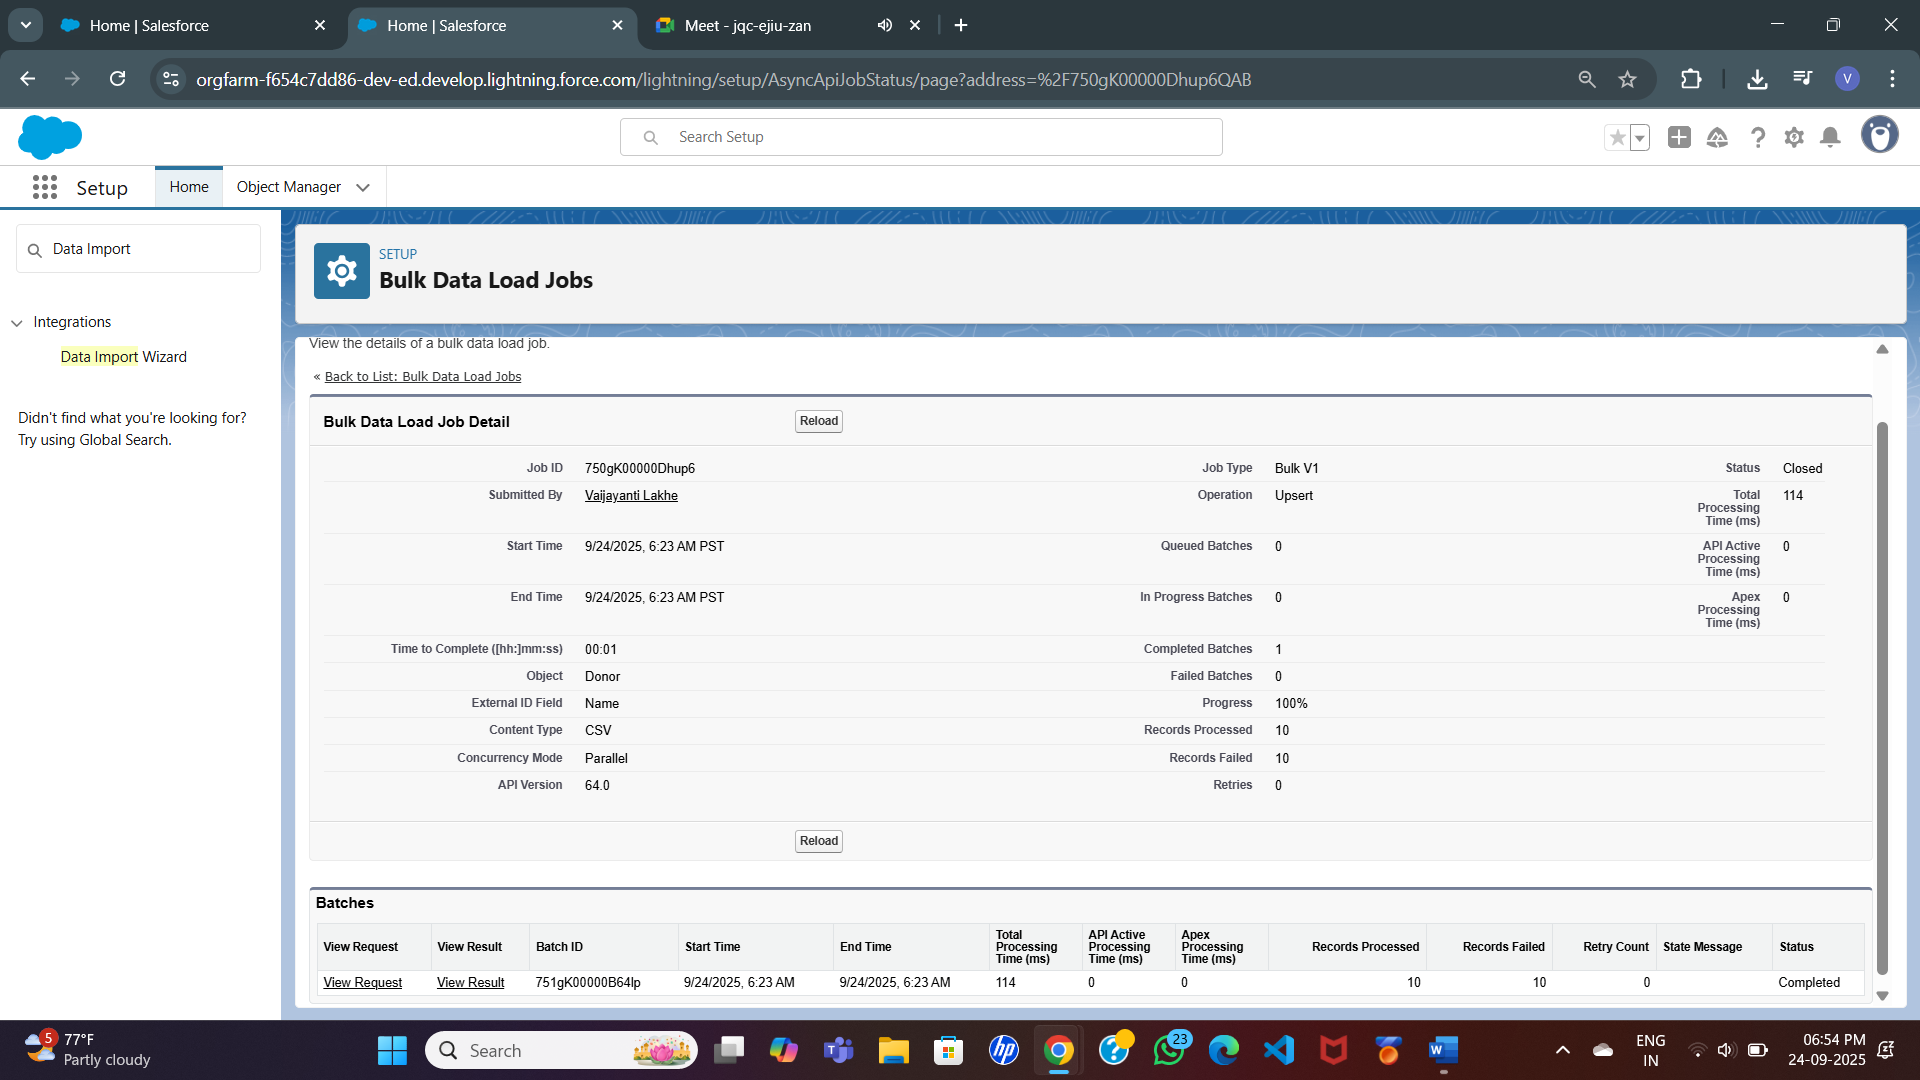 Home | Salesforce
Home | Salesforce
Meet - jqc-ejiu-zan
orgfarm-f654c7dd86-dev-ed.develop.lightning.force.com/lightning/setup/AsyncApiJobStatus/page?address=%2F750gK00000Dhup6QAB
V
Search Setup
Setup
Home
Object Manager
Data Import
Integrations
Data Import Wizard
Didn't find what you're looking for?
Try using Global Search.
SETUP
Bulk Data Load Jobs
View the details of a bulk data load job.
« Back to List: Bulk Data Load Jobs
Bulk Data Load Job Detail
Reload
Job ID 750gK00000Dhup6 Job Type Bulk V1 Status Closed
Submitted By Vaijayanti Lakhe Operation Upsert Total Processing Time (ms) 114
Start Time 9/24/2025, 6:23 AM PST Queued Batches 0 API Active Processing Time (ms) 0
End Time 9/24/2025, 6:23 AM PST In Progress Batches 0 Apex Processing Time (ms) 0
Time to Complete ([hh:]mm:ss) 00:01 Completed Batches 1
Object Donor Failed Batches 0
External ID Field Name Progress 100%
Content Type CSV Records Processed 10
Concurrency Mode Parallel Records Failed 10
API Version 64.0 Retries 0
Reload
Batches
View Request View Result Batch ID Start Time End Time Total Processing Time (ms) API Active Processing Time (ms) Apex Processing Time (ms) Records Processed Records Failed Retry Count State Message Status
View Request View Result 751gK00000B64lp 9/24/2025, 6:23 AM 9/24/2025, 6:23 AM 114 0 0 10 10 0 Completed
5
77°F
Partly cloudy
Search
23
ENG
IN
06:54 PM
24-09-2025